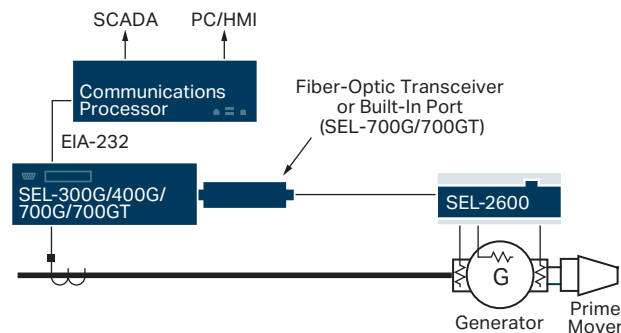 SCADA
PC/HMI
Communications
Processor
EIA-232
Fiber-Optic Transceiver
or Built-In Port
(SEL-700G/700GT)
SEL-300G/400G/
700G/700GT
SEL-2600
G
Generator
Prime
Mover